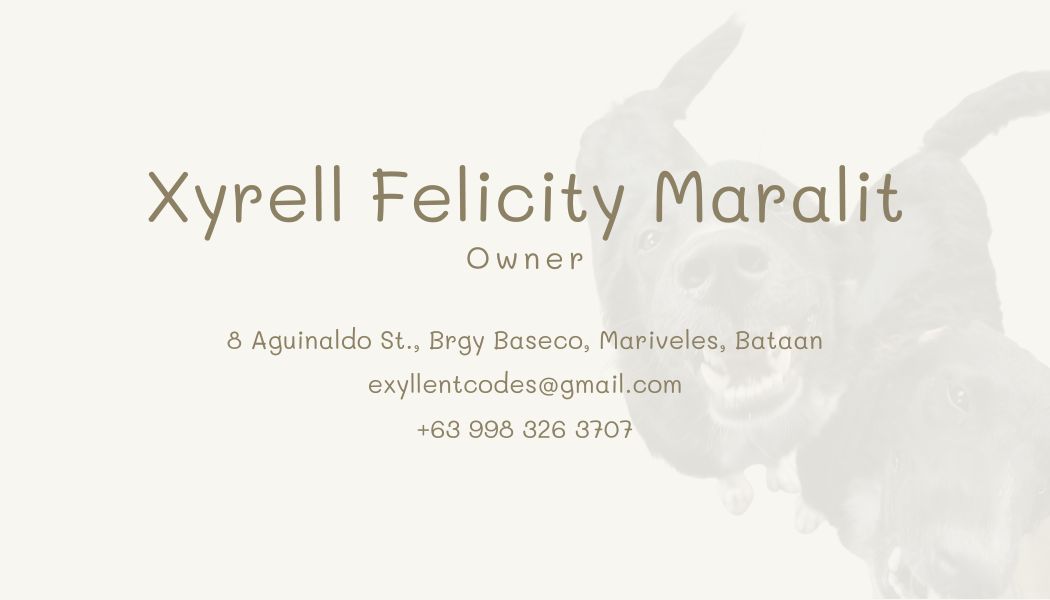 Xyrell Felicity Maralit
Owner
8 Aguinaldo St., Brgy Baseco, Mariveles, Bataan
exyllentcodes@gmail.com
+63 998 326 3707